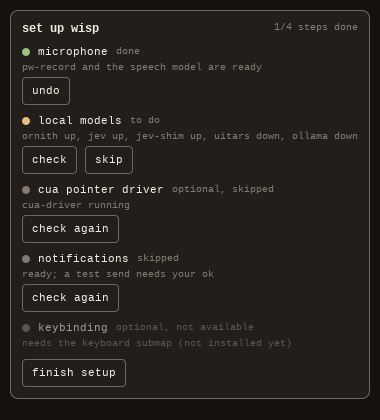 set up wisp 1/4 steps done
microphone done
pw-record and the speech model are ready
undo
local models to do
ornith up, jev up, jev-shim up, uitars down, ollama down
check skip
cua pointer driver optional, skipped
cua-driver running
check again
notifications skipped
ready; a test send needs your ok
check again
keybinding optional, not available
needs the keyboard submap (not installed yet)
finish setup